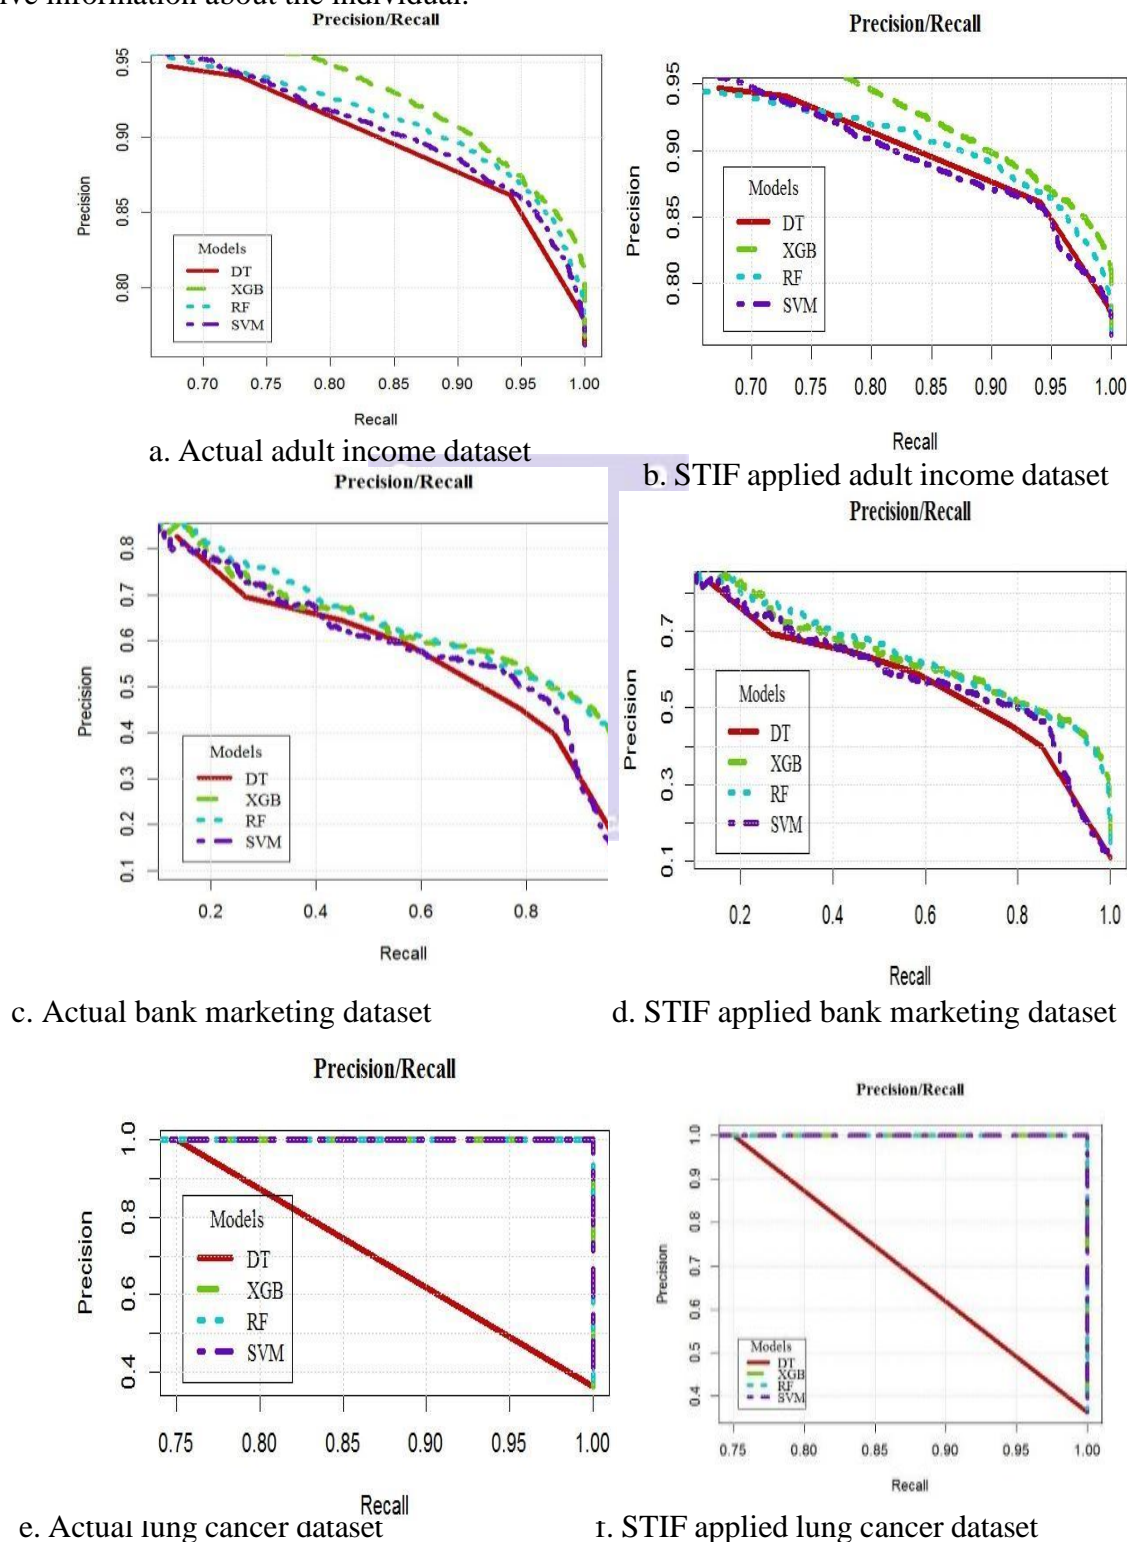 ive information about the individual.
Precision/Recall
Precision
0.95
0.90
0.85
0.80
Models
DT
XGB
RF
SVM
0.70 0.75 0.80 0.85 0.90 0.95 1.00
Recall
a. Actual adult income dataset
Precision/Recall
Precision
0.95
0.90
0.85
0.80
Models
DT
XGB
RF
SVM
0.70 0.75 0.80 0.85 0.90 0.95 1.00
Recall
b. STIF applied adult income dataset
Precision/Recall
Precision
0.8
0.7
0.6
0.5
0.4
0.3
0.2
0.1
Models
DT
XGB
RF
SVM
0.2 0.4 0.6 0.8
Recall
c. Actual bank marketing dataset
Precision/Recall
Precision
0.7
0.5
0.3
0.1
Models
DT
XGB
RF
SVM
0.2 0.4 0.6 0.8 1.0
Recall
d. STIF applied bank marketing dataset
Precision/Recall
Precision
1.0
0.8
0.6
0.4
Models
DT
XGB
RF
SVM
0.75 0.80 0.85 0.90 0.95 1.00
Recall
e. Actual lung cancer dataset
Precision/Recall
Precision
1.0
0.9
0.8
0.7
0.6
0.5
0.4
Models
DT
XGB
RF
SVM
0.75 0.80 0.85 0.90 0.95 1.00
Recall
f. STIF applied lung cancer dataset